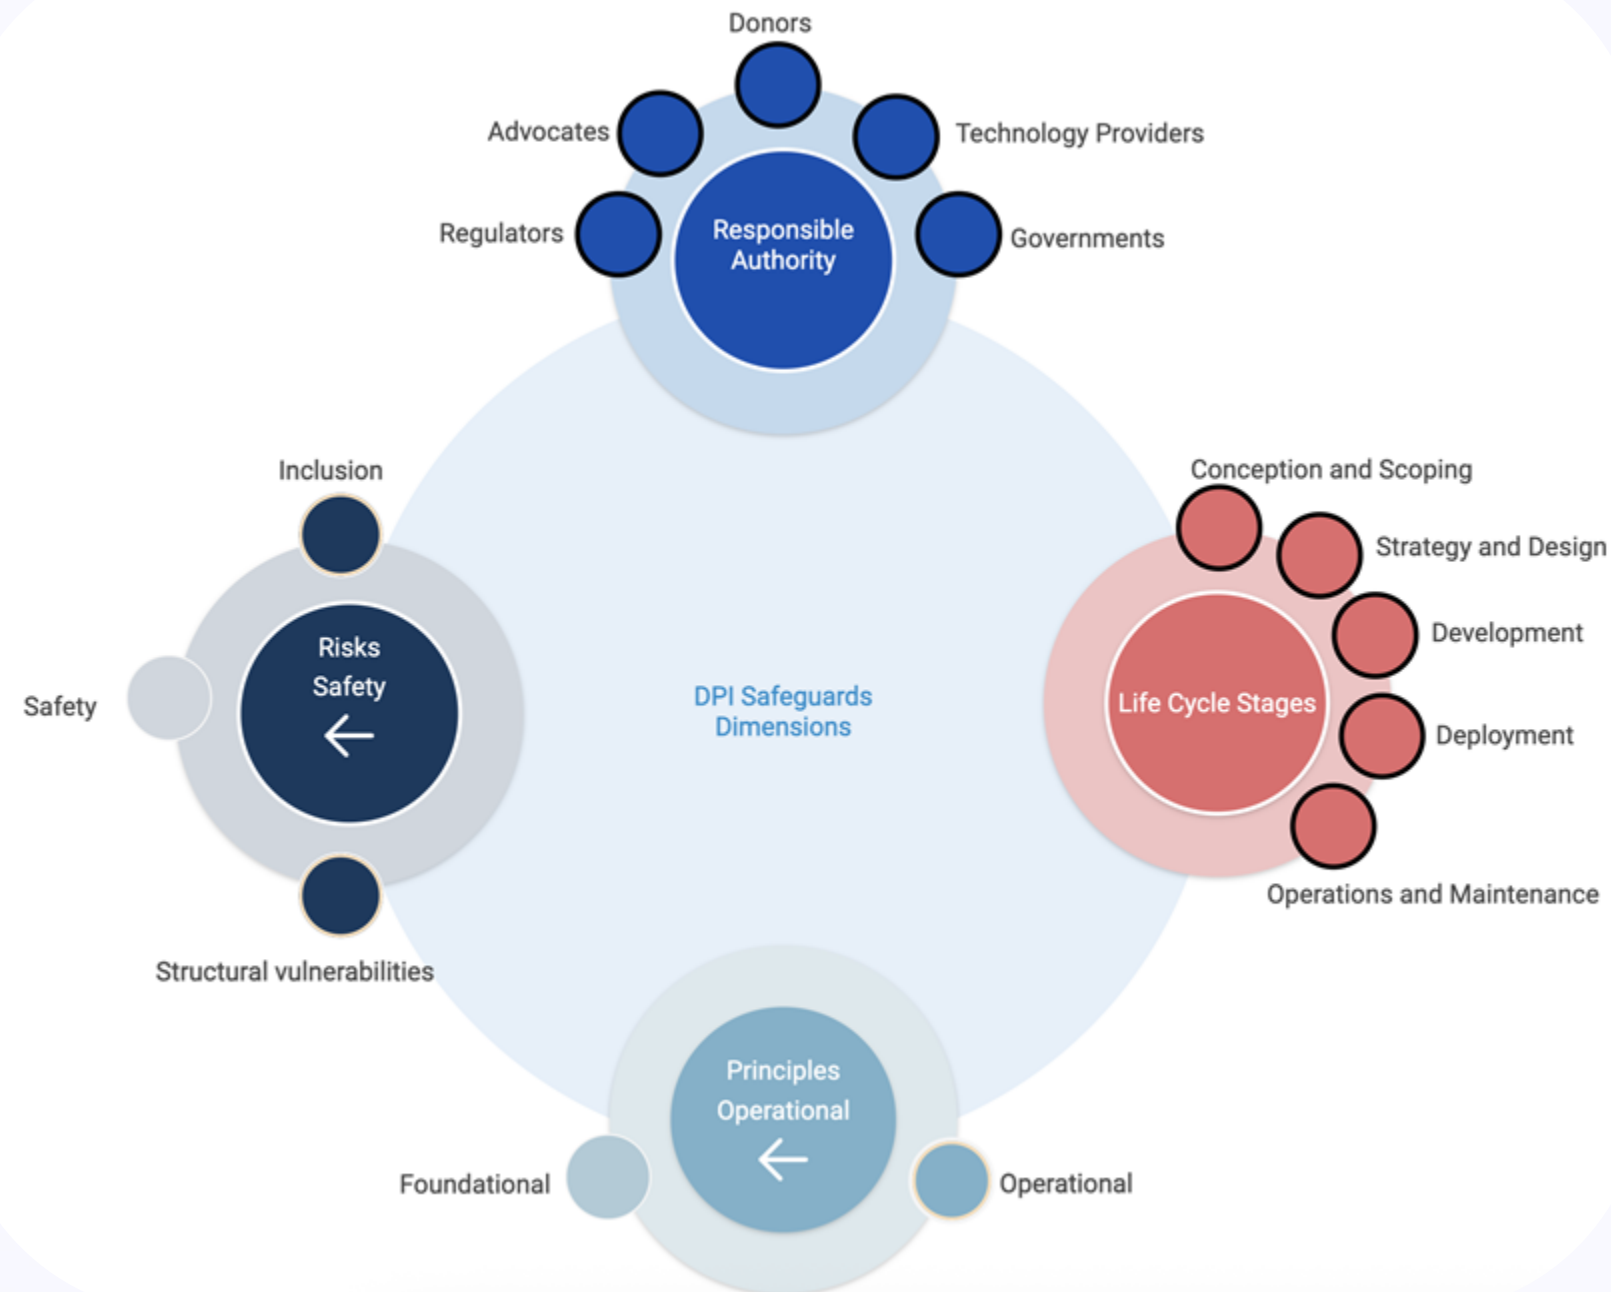 Donors
Advocates
Technology Providers
Regulators
Responsible
Authority
Governments
Inclusion
Conception and Scoping
Strategy and Design
Risks
Safety
Development
Safety
DPI Safeguards
Dimensions
Life Cycle Stages
Deployment
Operations and Maintenance
Structural vulnerabilities
Principles
Operational
Foundational
Operational